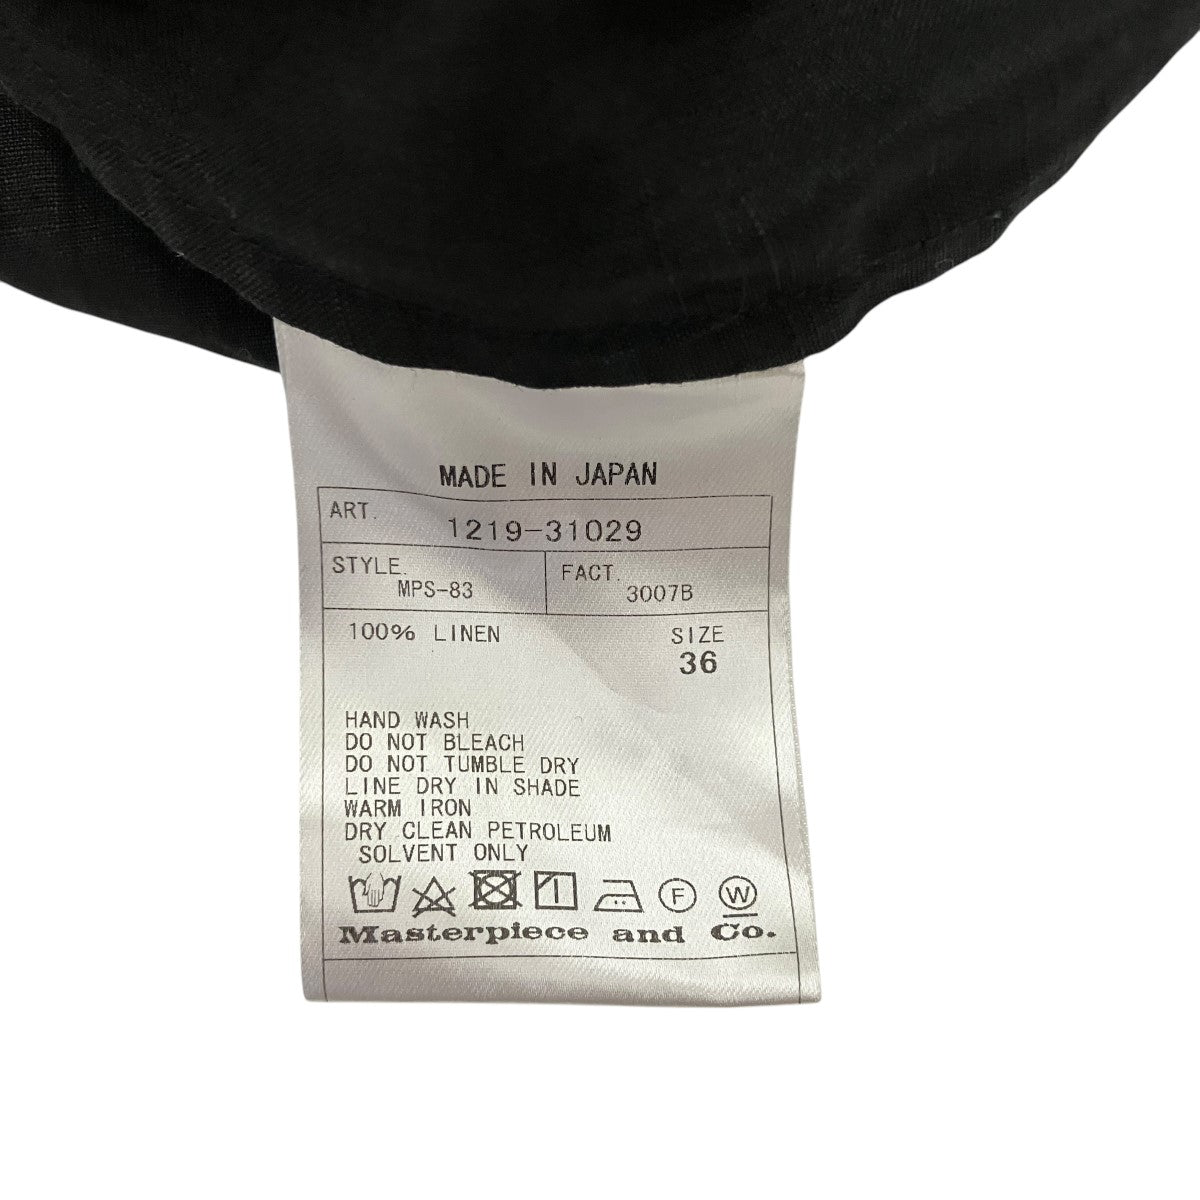 MADE IN JAPAN
ART. 1219-31029
STYLE. MPS-83 FACT. 3007B
100% LINEN SIZE
36
HAND WASH
DO NOT BLEACH
DO NOT TUMBLE DRY
LINE DRY IN SHADE
WARM IRON
DRY CLEAN PETROLEUM
SOLVENT ONLY
F W
Masterpiece and Co.